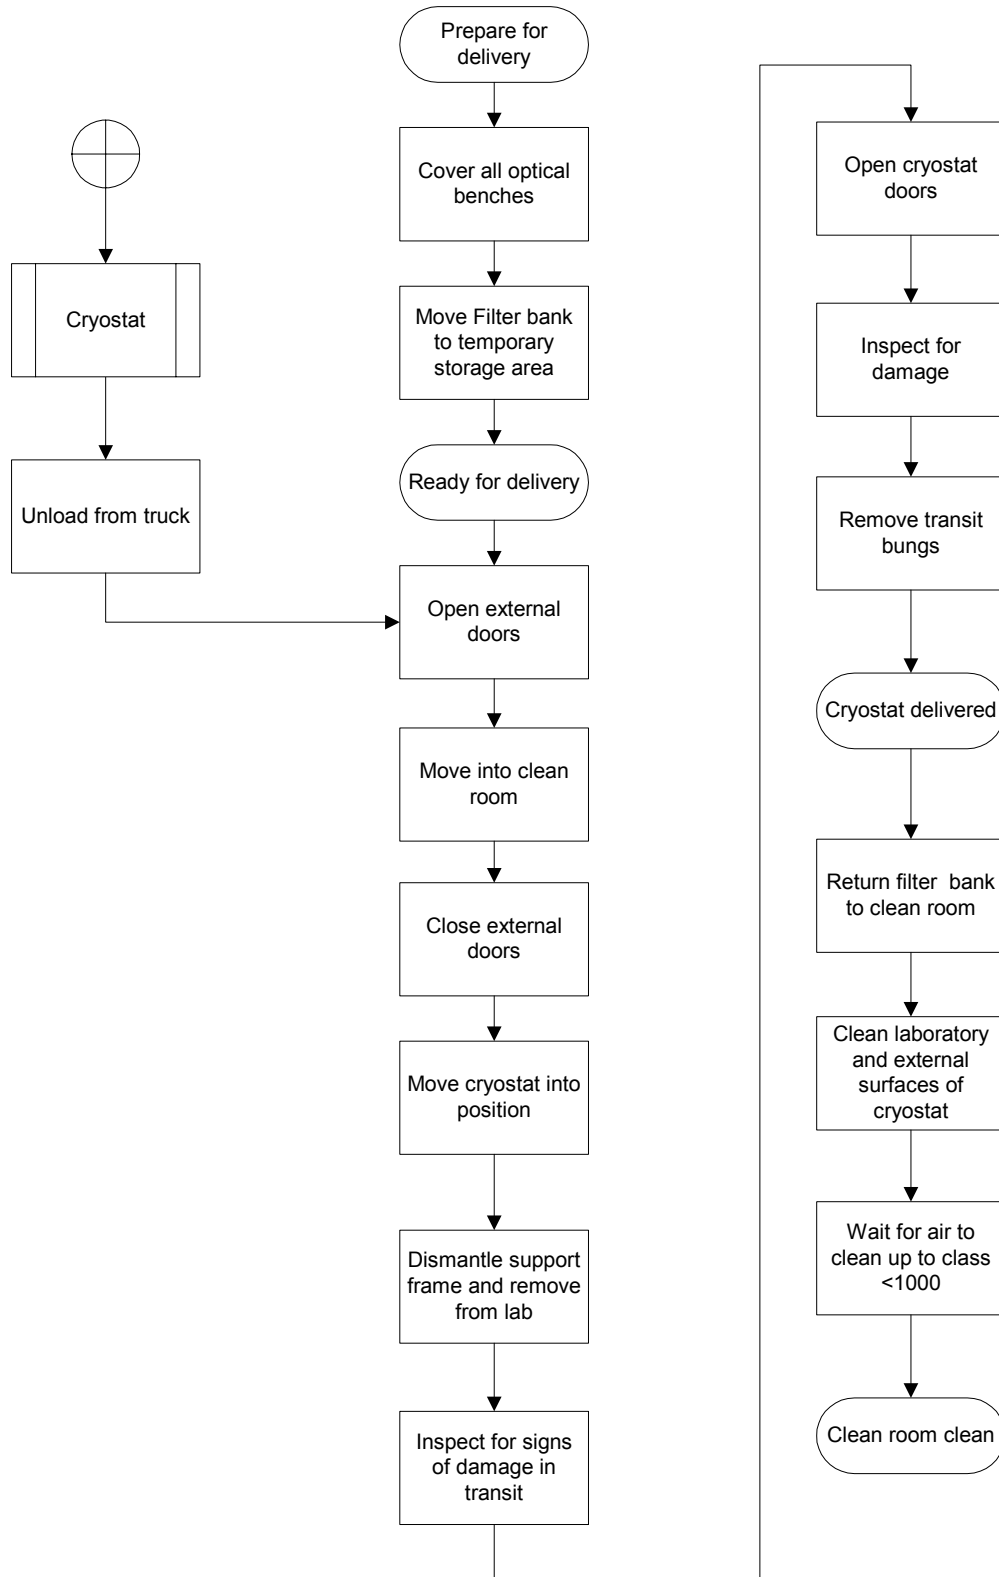 Prepare for
delivery
Cover all optical
benches
Move Filter bank
to temporary
storage area
Ready for delivery
Cryostat
Unload from truck
Open external
doors
Move into clean
room
Close external
doors
Move cryostat into
position
Dismantle support
frame and remove
from lab
Inspect for signs
of damage in
transit
Open cryostat
doors
Inspect for
damage
Remove transit
bungs
Cryostat delivered
Return filter  bank
to clean room
Clean laboratory
and external
surfaces of
cryostat
Wait for air to
clean up to class
<1000
Clean room clean